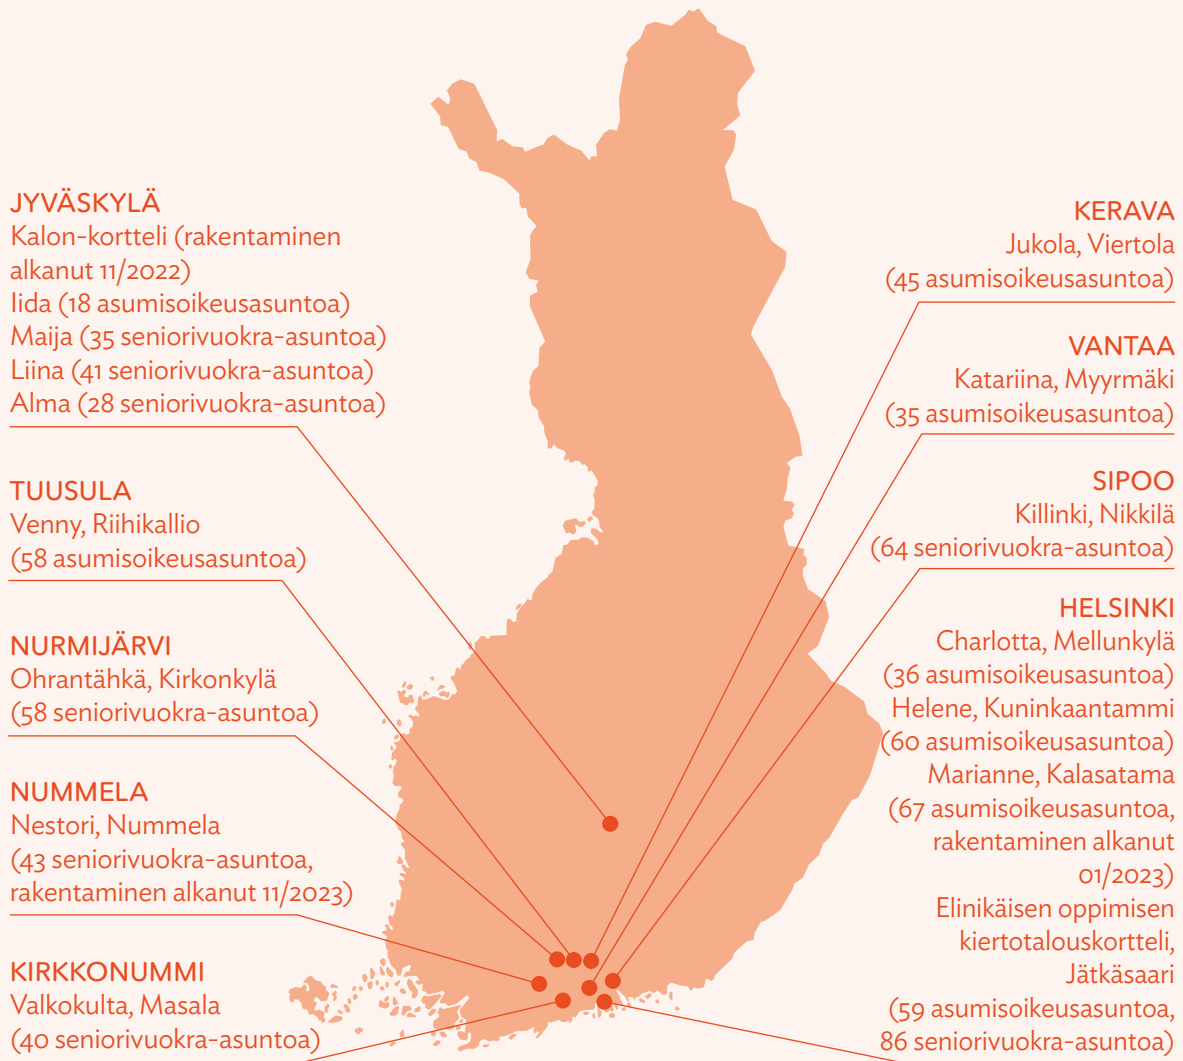 JYVÄSKYLÄ
Kalon-kortteli (rakentaminen
alkanut 11/2022)
Iida (18 asumisoikeusasuntoa)
Maija (35 seniorivuokra-asuntoa)
Liina (41 seniorivuokra-asuntoa)
Alma (28 seniorivuokra-asuntoa)
TUUSULA
Venny, Riihikallio
(58 asumisoikeusasuntoa)
NURMIJÄRVI
Ohrantähkä, Kirkonkylä
(58 seniorivuokra-asuntoa)
NUMMELA
Nestori, Nummela
(43 seniorivuokra-asuntoa,
rakentaminen alkanut 11/2023)
KIRKKONUMMI
Valkokulta, Masala
(40 seniorivuokra-asuntoa)
KERAVA
Jukola, Viertola
(45 asumisoikeusasuntoa)
VANTAA
Katariina, Myyrmäki
(35 asumisoikeusasuntoa)
SIPOO
Killinki, Nikkilä
(64 seniorivuokra-asuntoa)
HELSINKI
Charlotta, Mellunkylä
(36 asumisoikeusasuntoa)
Helene, Kuninkaantammi
(60 asumisoikeusasuntoa)
Marianne, Kalasatama
(67 asumisoikeusasuntoa,
rakentaminen alkanut
01/2023)
Elinikäisen oppimisen
kiertotalouskortteli,
Jätkäsaari
(59 asumisoikeusasuntoa,
86 seniorivuokra-asuntoa)